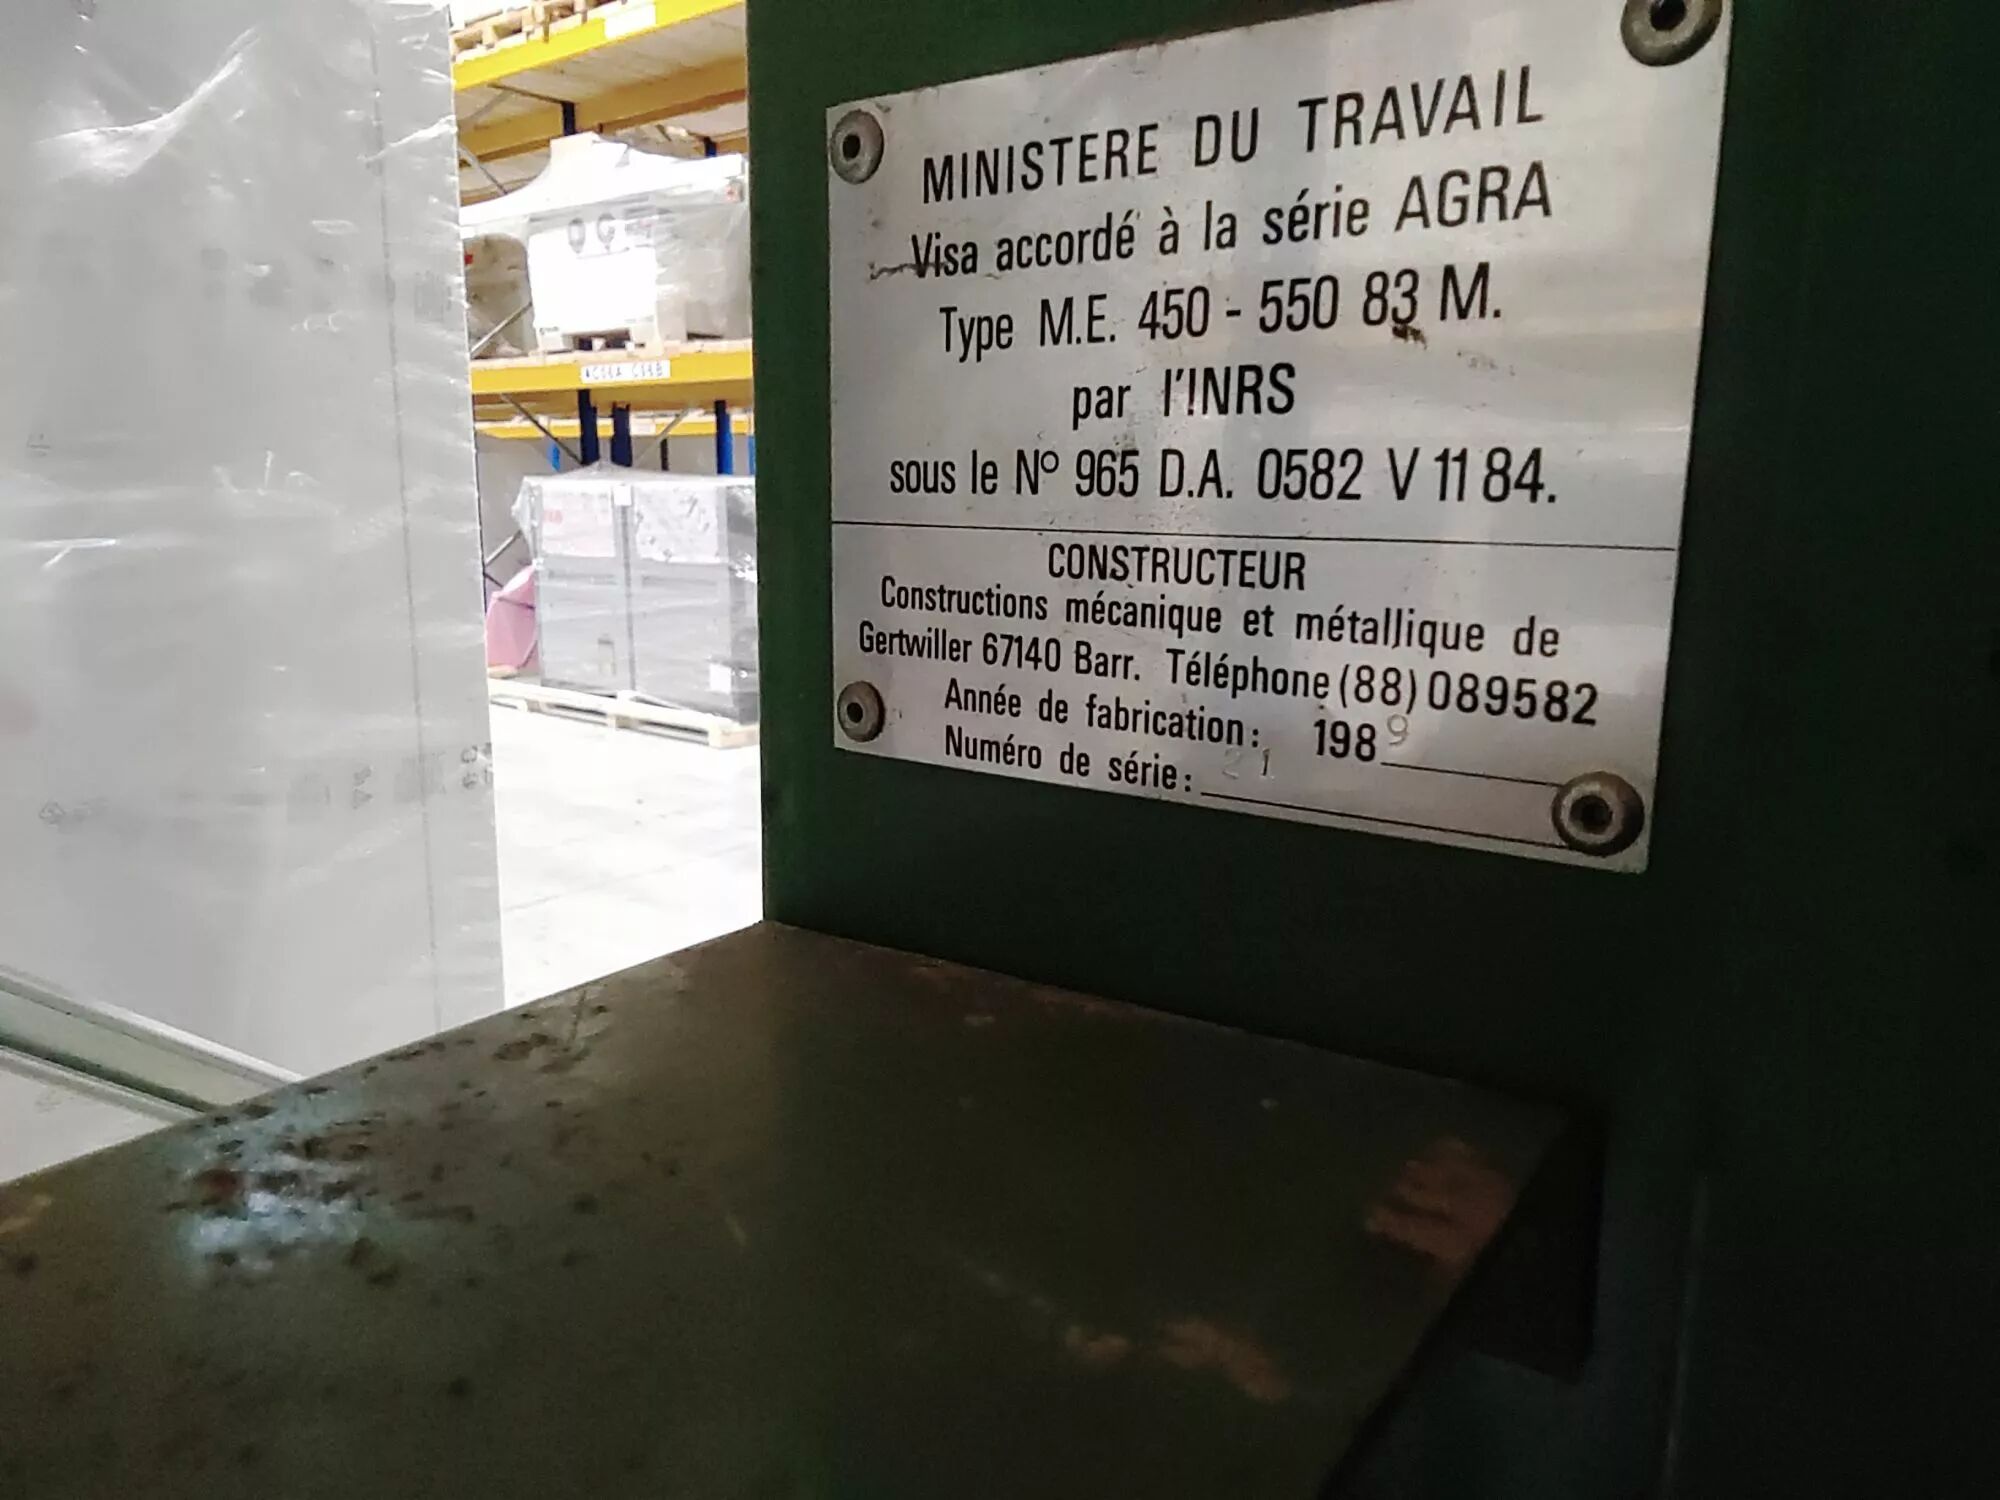 MINISTERE DU TRAVAIL
Visa accordé à la série AGRA
Type M.E. 450 - 550 83 M.
par l'INRS
sous le Nº 965 D.A. 0582 V 11 84.
CONSTRUCTEUR
Constructions mécanique et métallique de
Gertwiller 67140 Barr. Téléphone (88) 089582
Année de fabrication: 1989
Numéro de série: 21